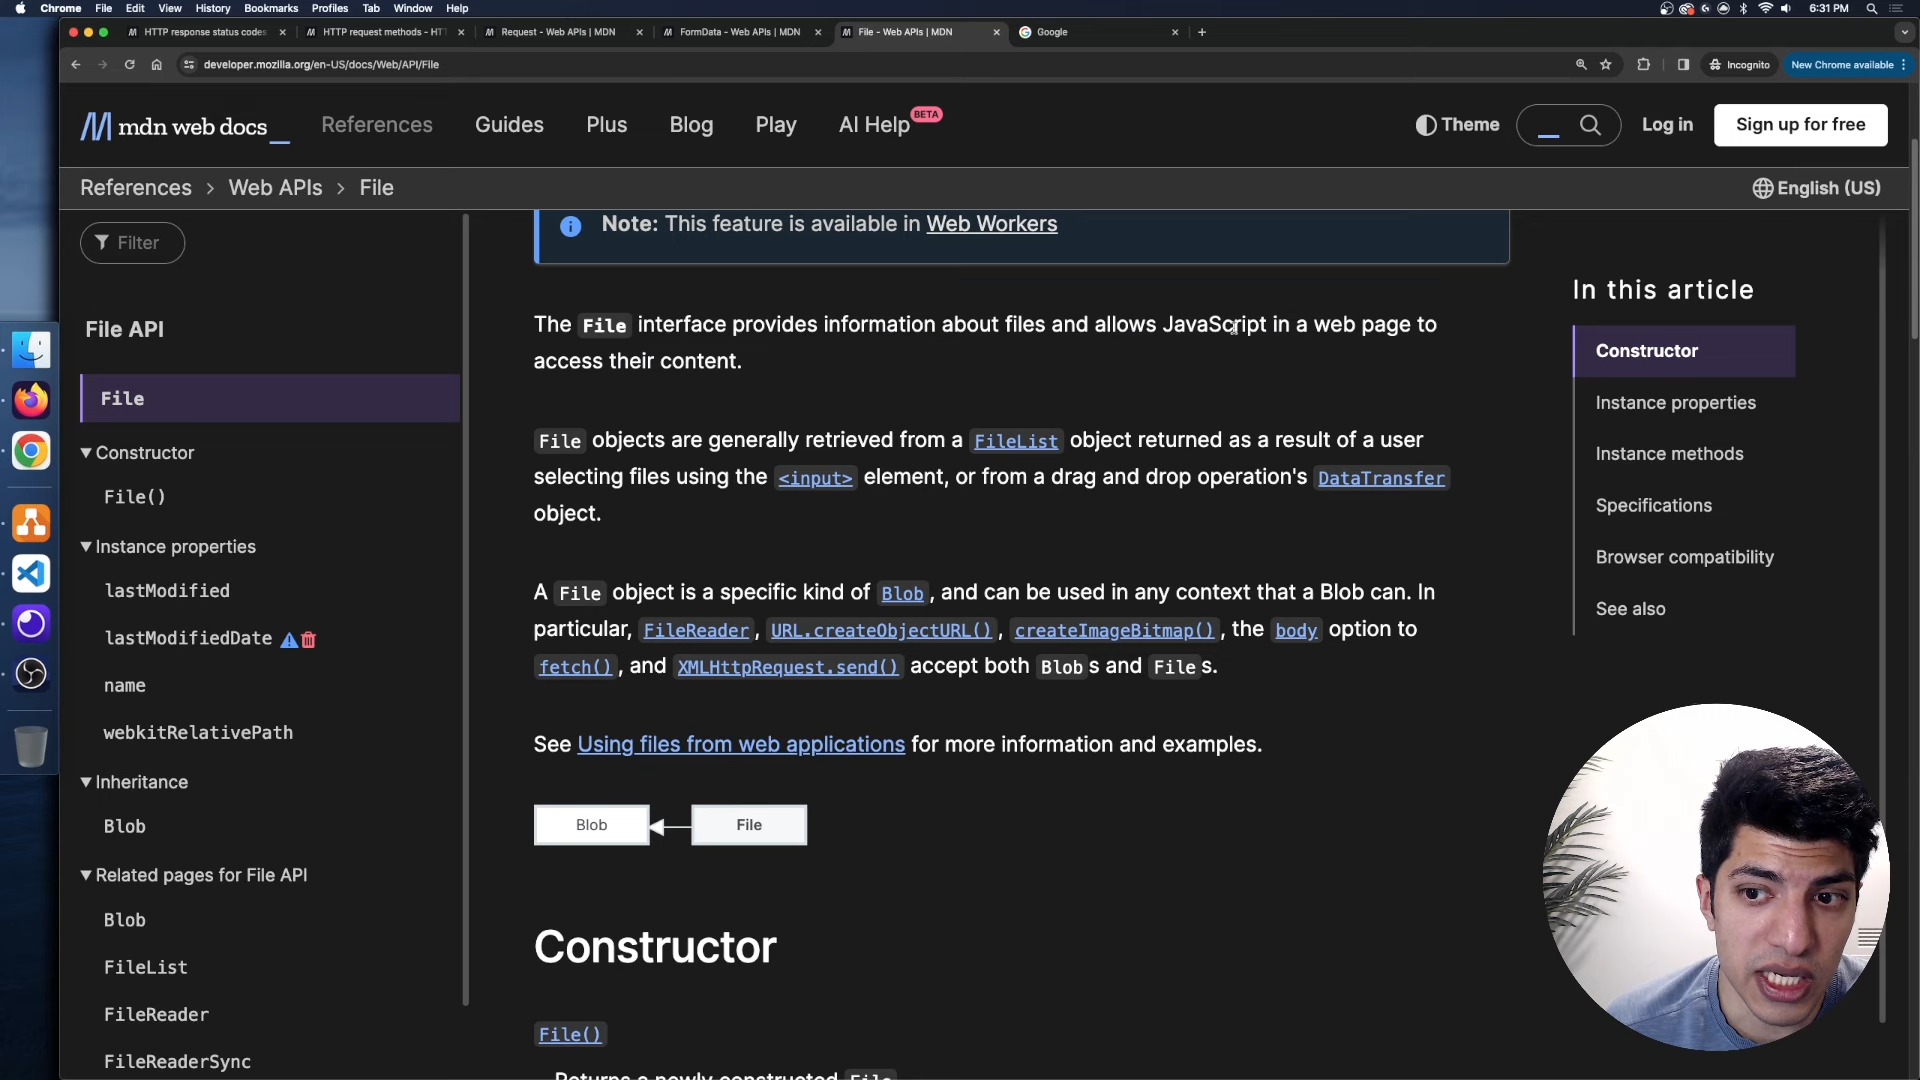 Chrome File Edit View History Bookmarks Profiles Tab Window Help 6:31 PM
HTTP response status codes HTTP request methods - HT Request - Web APIs | MDN FormData - Web APIs | MDN File - Web APIs | MDN Google
developer.mozilla.org/en-US/docs/Web/API/File Incognito New Chrome available
mdn web docs_ References Guides Plus Blog Play AI Help BETA Theme Log in Sign up for free
References > Web APIs > File English (US)
Filter
File API
File
Constructor
File()
Instance properties
lastModified
lastModifiedDate
name
webkitRelativePath
Inheritance
Blob
Related pages for File API
Blob
FileList
FileReader
FileReaderSync
Note: This feature is available in Web Workers
The File interface provides information about files and allows JavaScript in a web page to
access their content.
File objects are generally retrieved from a FileList object returned as a result of a user
selecting files using the <input> element, or from a drag and drop operation's DataTransfer
object.
A File object is a specific kind of Blob, and can be used in any context that a Blob can. In
particular, FileReader, URL.createObjectURL(), createImageBitmap(), the body option to
fetch(), and XMLHttpRequest.send() accept both Blobs and Files.
See Using files from web applications for more information and examples.
Blob File
Constructor
File()
Returns a newly constructed File
In this article
Constructor
Instance properties
Instance methods
Specifications
Browser compatibility
See also